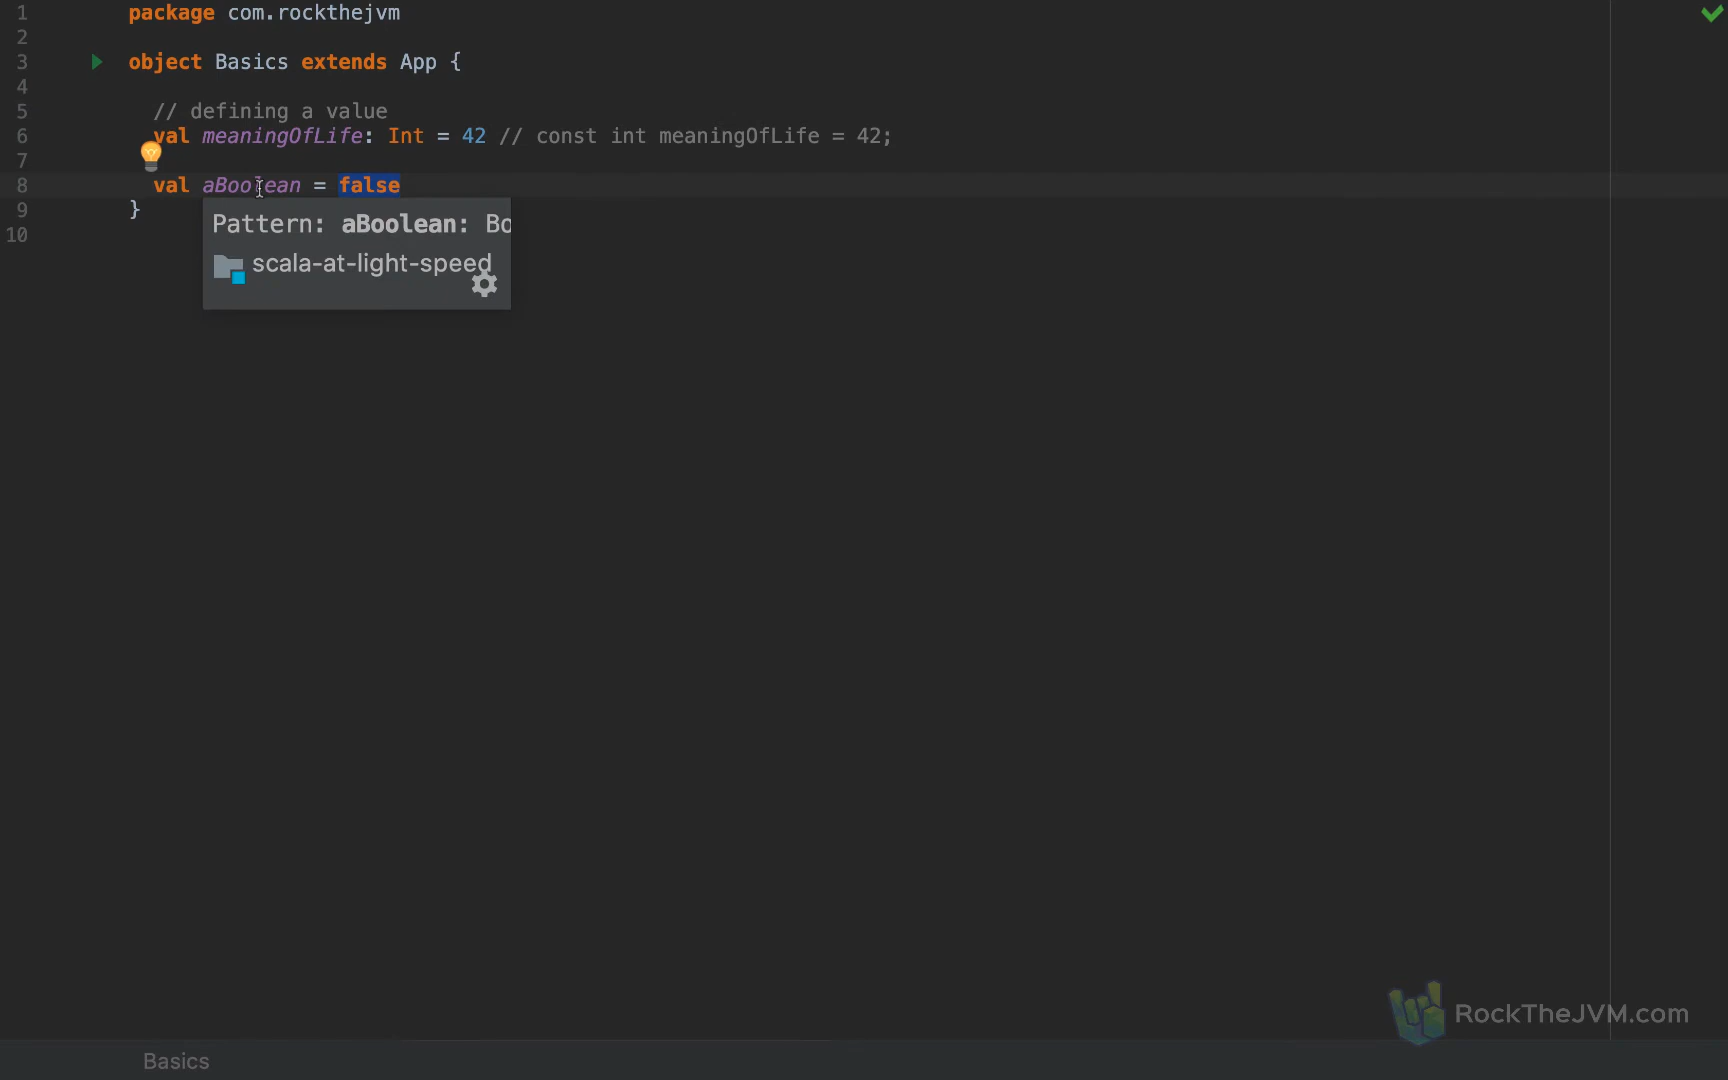 1 package com.rockthejvm
2
3 object Basics extends App {
4
5 // defining a value
6 val meaningOfLife: Int = 42 // const int meaningOfLife = 42;
7
8 val aBoolean = false
9 }
10
Pattern: aBoolean: Bo
scala-at-light-speed
RockTheJVM.com
Basics